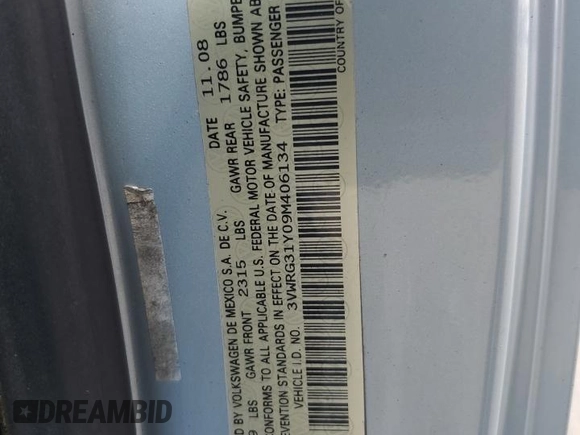 D BY VOLKSWAGEN DE MEXICO S.A. DE C.V. DATE 11.08
9 LBS GAWR FRONT 2315 LBS GAWR REAR 1786 LBS
CONFORMS TO ALL APPLICABLE U.S. FEDERAL MOTOR VEHICLE SAFETY, BUMPE
EVENTION STANDARDS IN EFFECT ON THE DATE OF MANUFACTURE SHOWN AB
VEHICLE I.D. NO. 3VWRG31Y09M406134 TYPE: PASSENGER
COUNTRY OF
DREAMBID